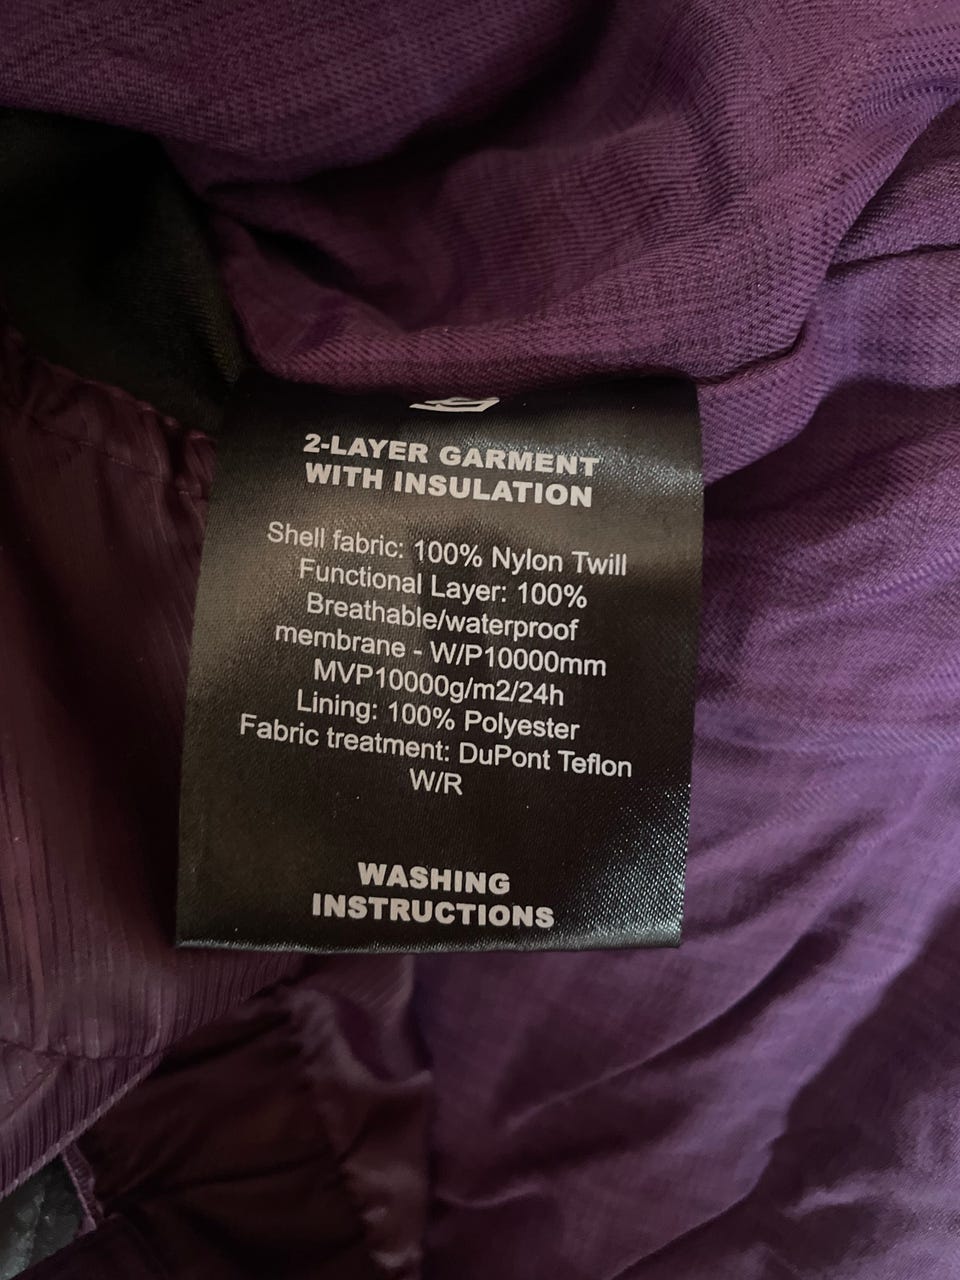 2-LAYER GARMENT
WITH INSULATION
Shell fabric: 100% Nylon Twill
Functional Layer: 100%
Breathable/waterproof
membrane - W/P10000mm
MVP10000g/m2/24h
Lining: 100% Polyester
Fabric treatment: DuPont Teflon
W/R
WASHING
INSTRUCTIONS